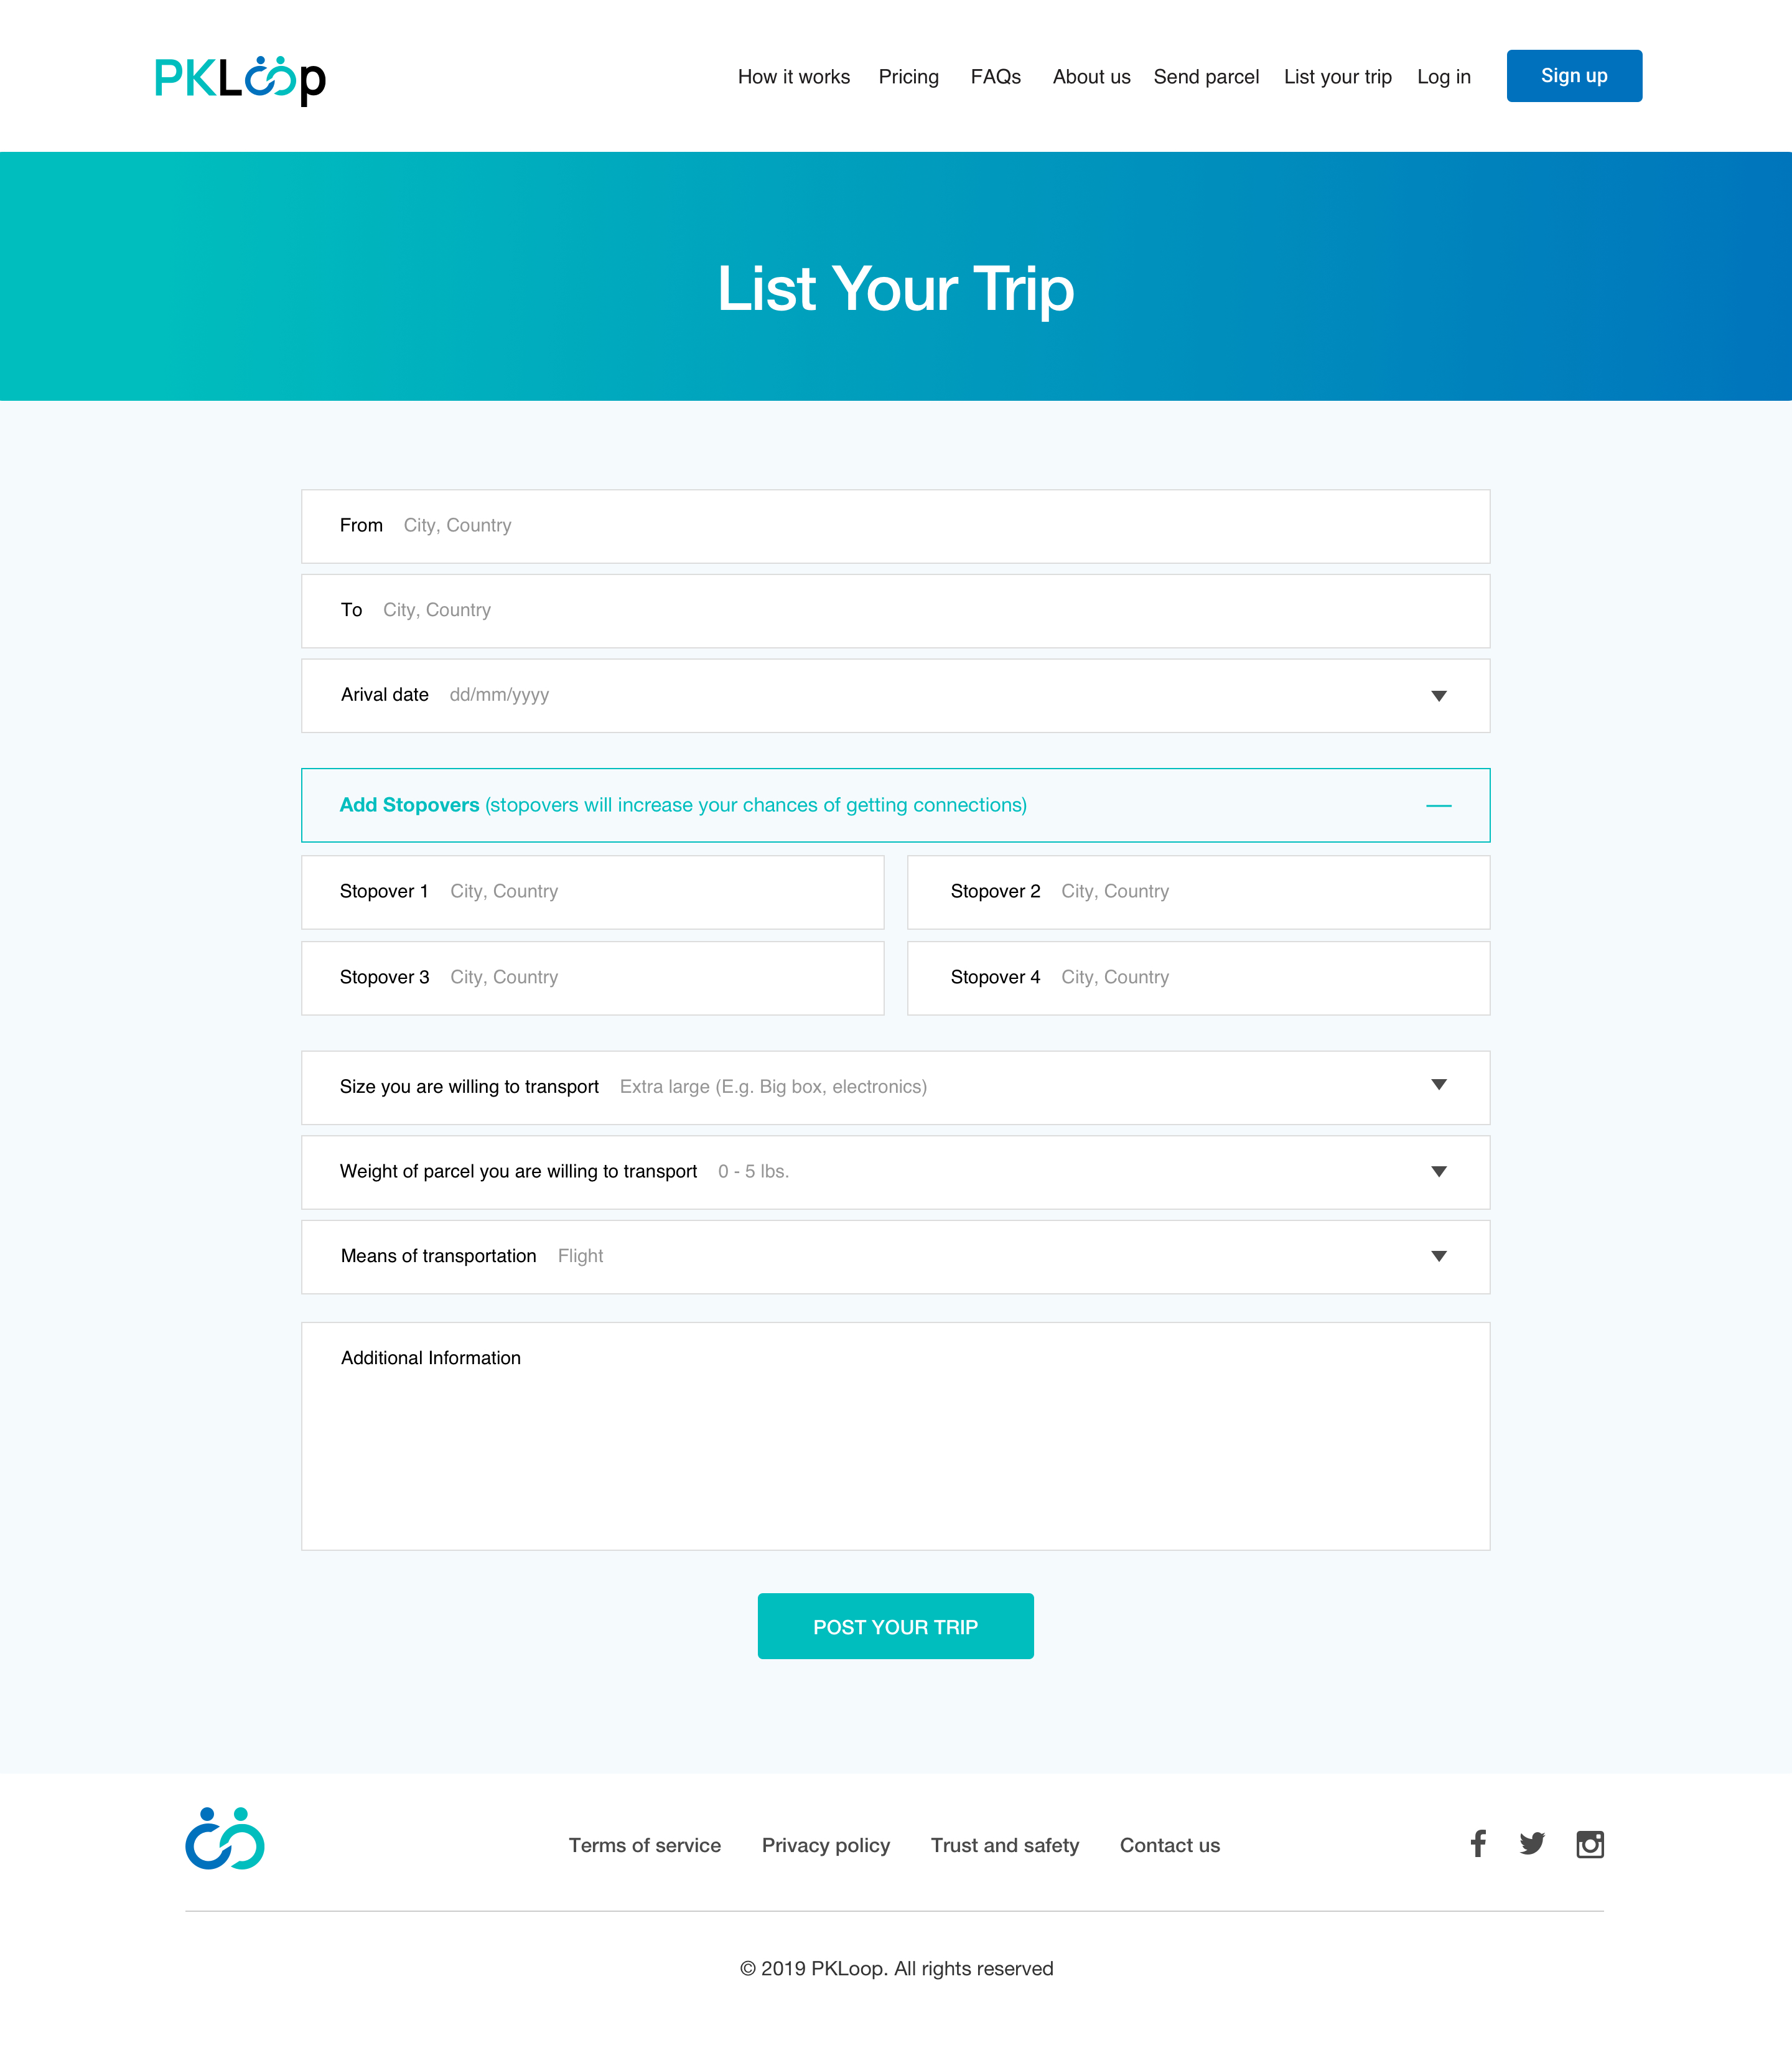 PKLoop
How it works Pricing FAQs About us Send parcel List your trip Log in Sign up
List Your Trip
From City, Country
To City, Country
Arival date dd/mm/yyyy
Add Stopovers (stopovers will increase your chances of getting connections)
Stopover 1 City, Country
Stopover 2 City, Country
Stopover 3 City, Country
Stopover 4 City, Country
Size you are willing to transport Extra large (E.g. Big box, electronics)
Weight of parcel you are willing to transport 0 - 5 lbs.
Means of transportation Flight
Additional Information
POST YOUR TRIP
Terms of service Privacy policy Trust and safety Contact us
© 2019 PKLoop. All rights reserved